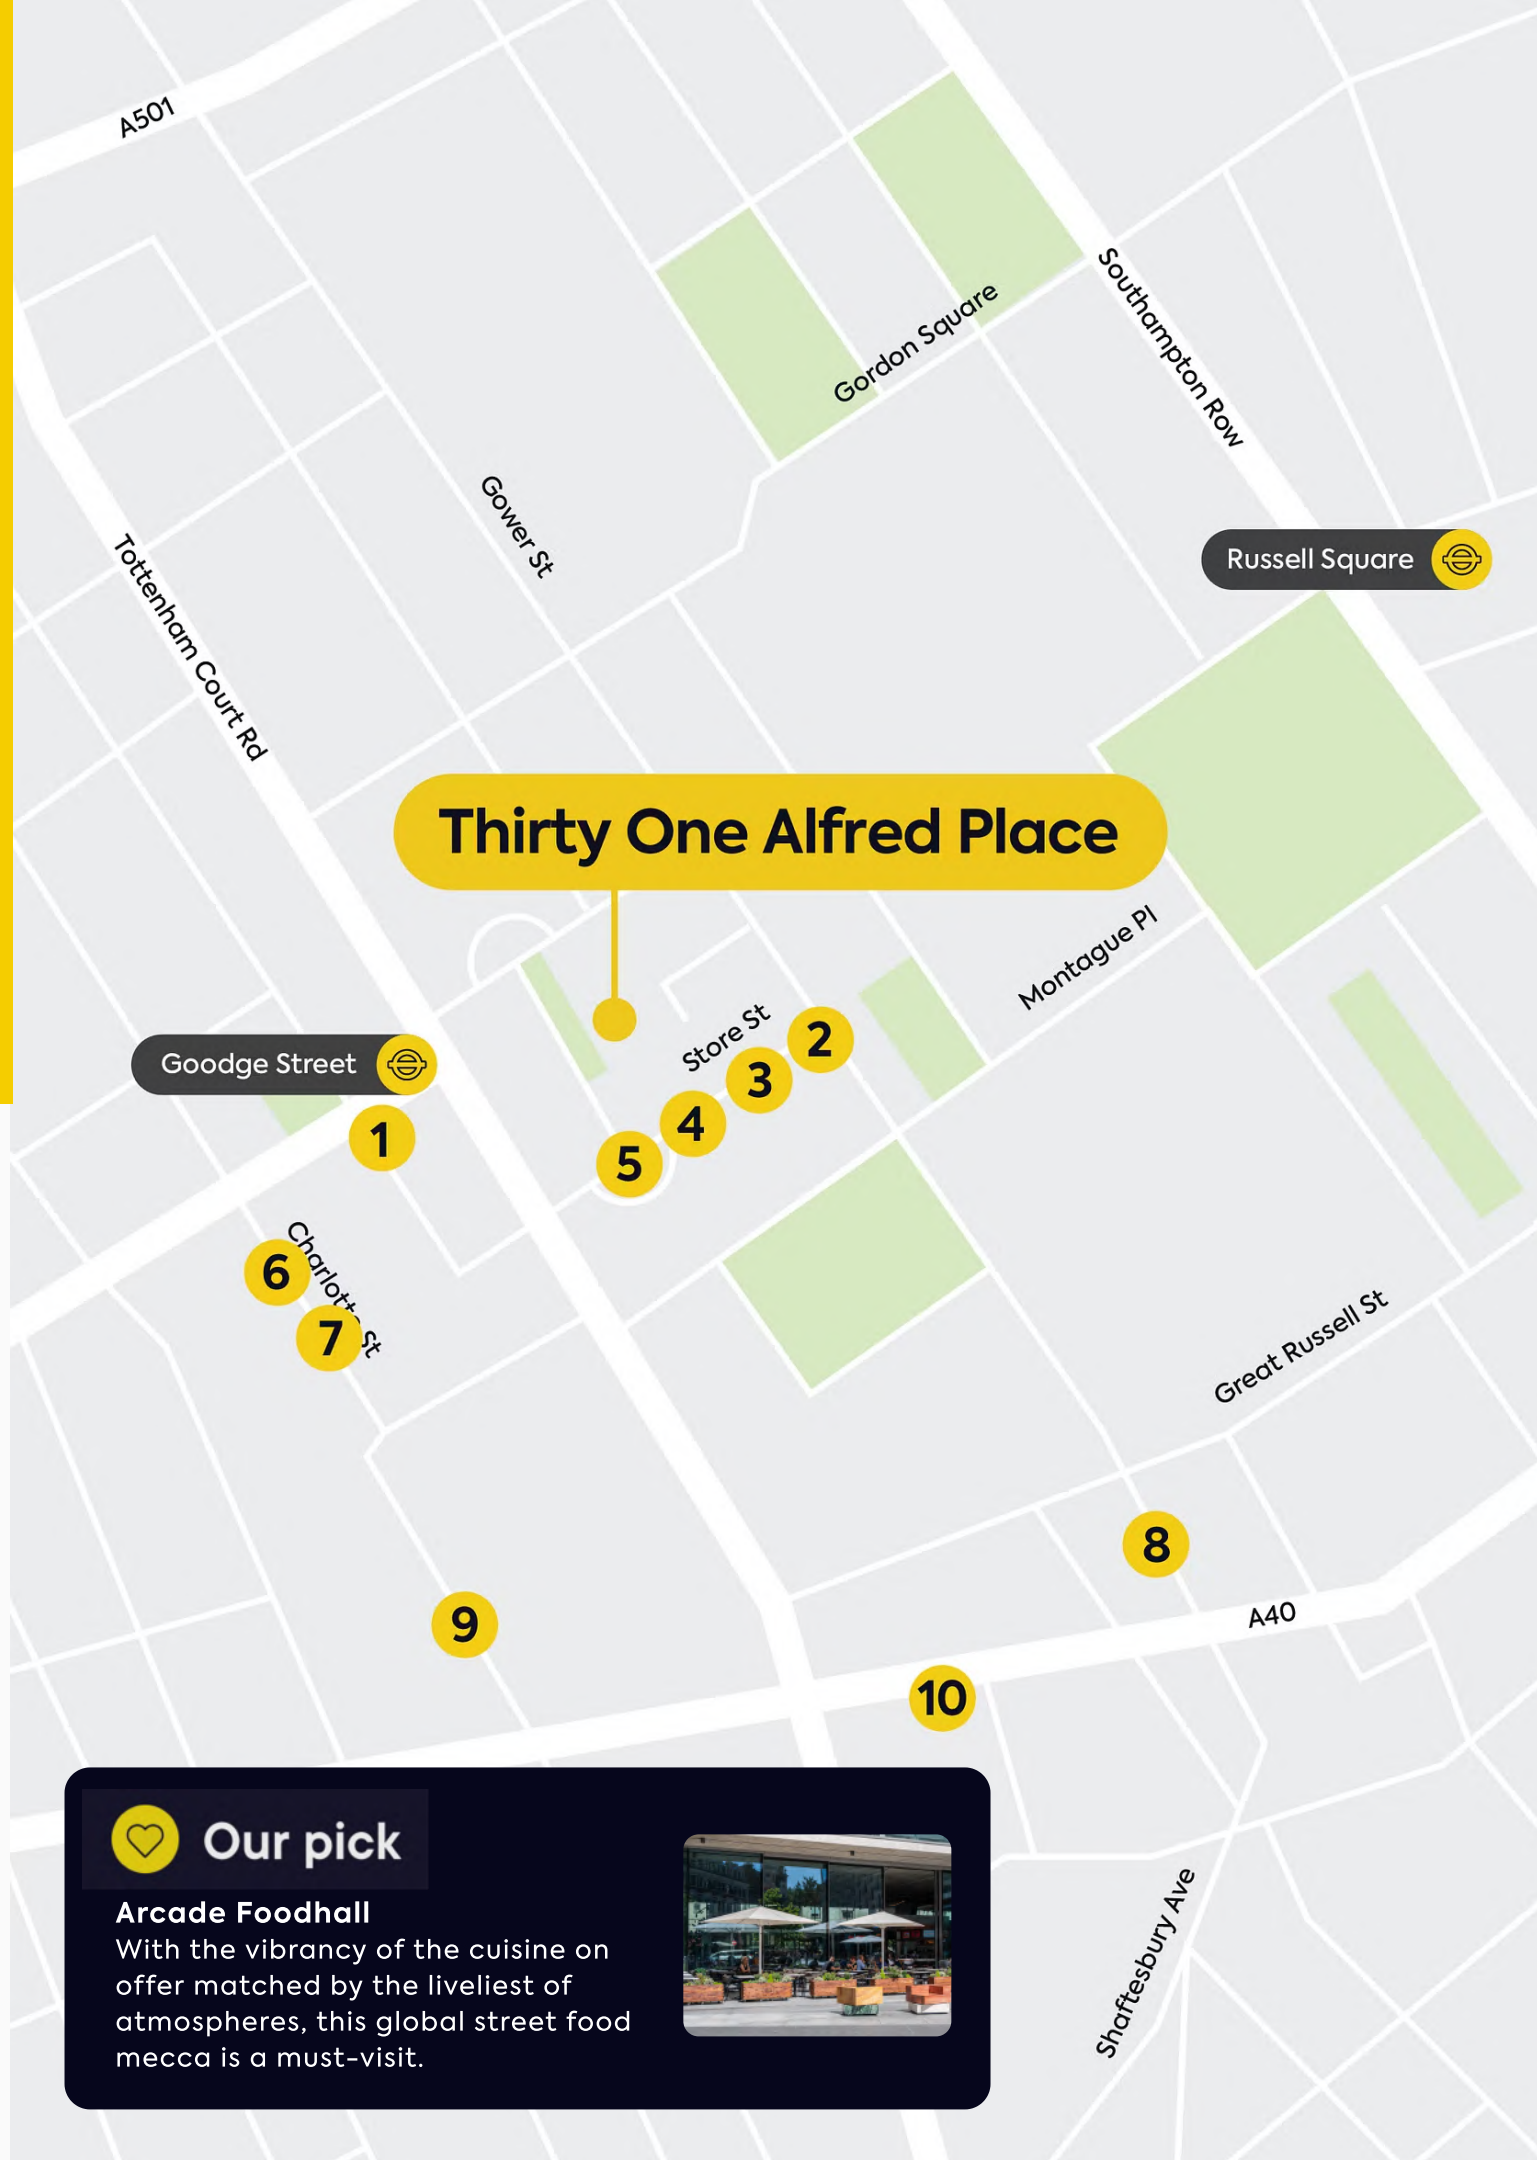 A501
Southampton Row
Gordon Square
Gower St
Russell Square
Tottenham Court Rd
Thirty One Alfred Place
Montague Pl
Store St
Goodge Street
2
3
4
1
5
Charlotte St
6
7
Great Russell St
8
9
A40
10
Our pick
Arcade Foodhall
With the vibrancy of the cuisine on
offer matched by the liveliest of
atmospheres, this global street food
mecca is a must-visit.
Shaftesbury Ave